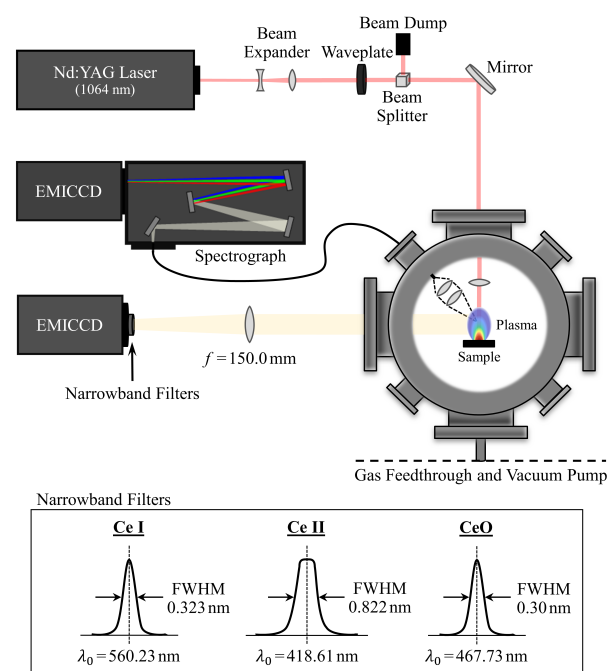 Beam Dump
Beam
Expander
Waveplate
Nd:YAG Laser
(1064 nm)
Mirror
Beam
Splitter
EMICCD
Spectrograph
EMICCD
Plasma
Sample
f = 150.0 mm
Narrowband Filters
Gas Feedthrough and Vacuum Pump
Narrowband Filters
Ce I
Ce II
CeO
FWHM
0.323 nm
FWHM
0.822 nm
FWHM
0.30 nm
λ0 = 560.23 nm
λ0 = 418.61 nm
λ0 = 467.73 nm